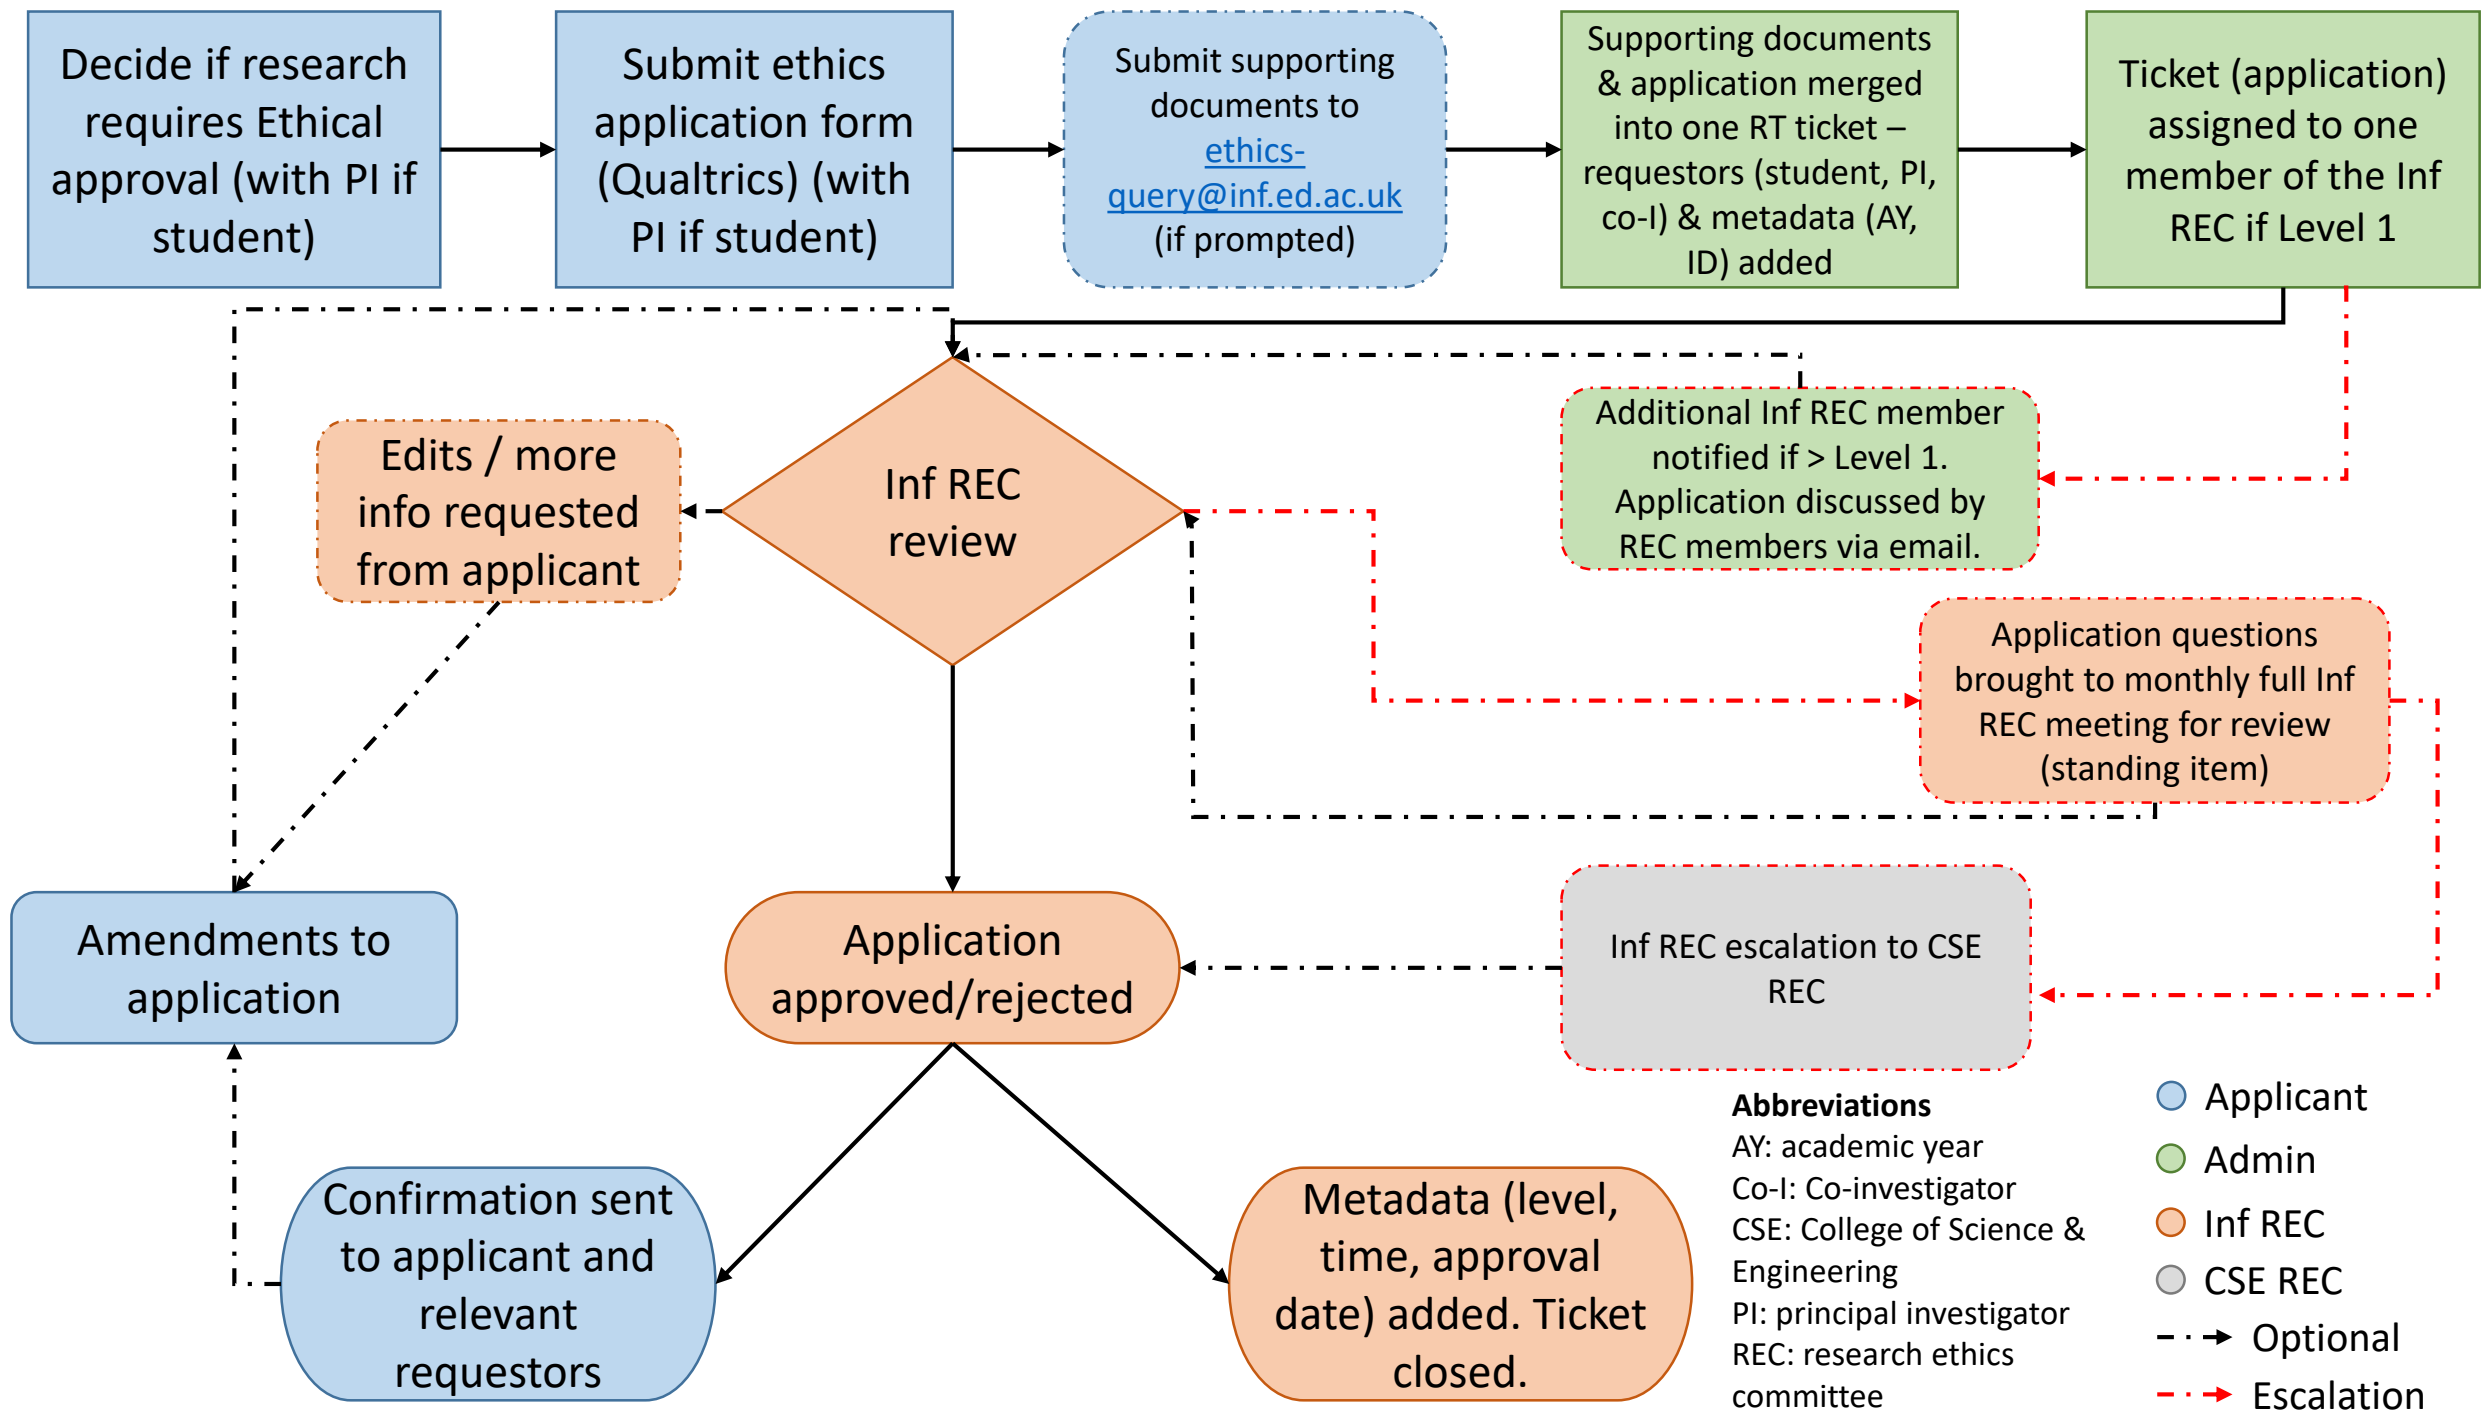 Decide if research
requires Ethical
approval (with PI if
student)
Submit ethics
application form
(Qualtrics) (with
PI if student)
Submit supporting
documents to
ethics-
query@inf.ed.ac.uk
(if prompted)
Supporting documents
& application merged
into one RT ticket –
requestors (student, PI,
co-I) & metadata (AY,
ID) added
Ticket (application)
assigned to one
member of the Inf
REC if Level 1
Edits / more
info requested
from applicant
Inf REC
review
Additional Inf REC member
notified if > Level 1.
Application discussed by
REC members via email.
Application questions
brought to monthly full Inf
REC meeting for review
(standing item)
Amendments to
application
Application
approved/rejected
Inf REC escalation to CSE
REC
Confirmation sent
to applicant and
relevant
requestors
Metadata (level,
time, approval
date) added. Ticket
closed.
Abbreviations
AY: academic year
Co-I: Co-investigator
CSE: College of Science &
Engineering
PI: principal investigator
REC: research ethics
committee
Applicant
Admin
Inf REC
CSE REC
Optional
Escalation